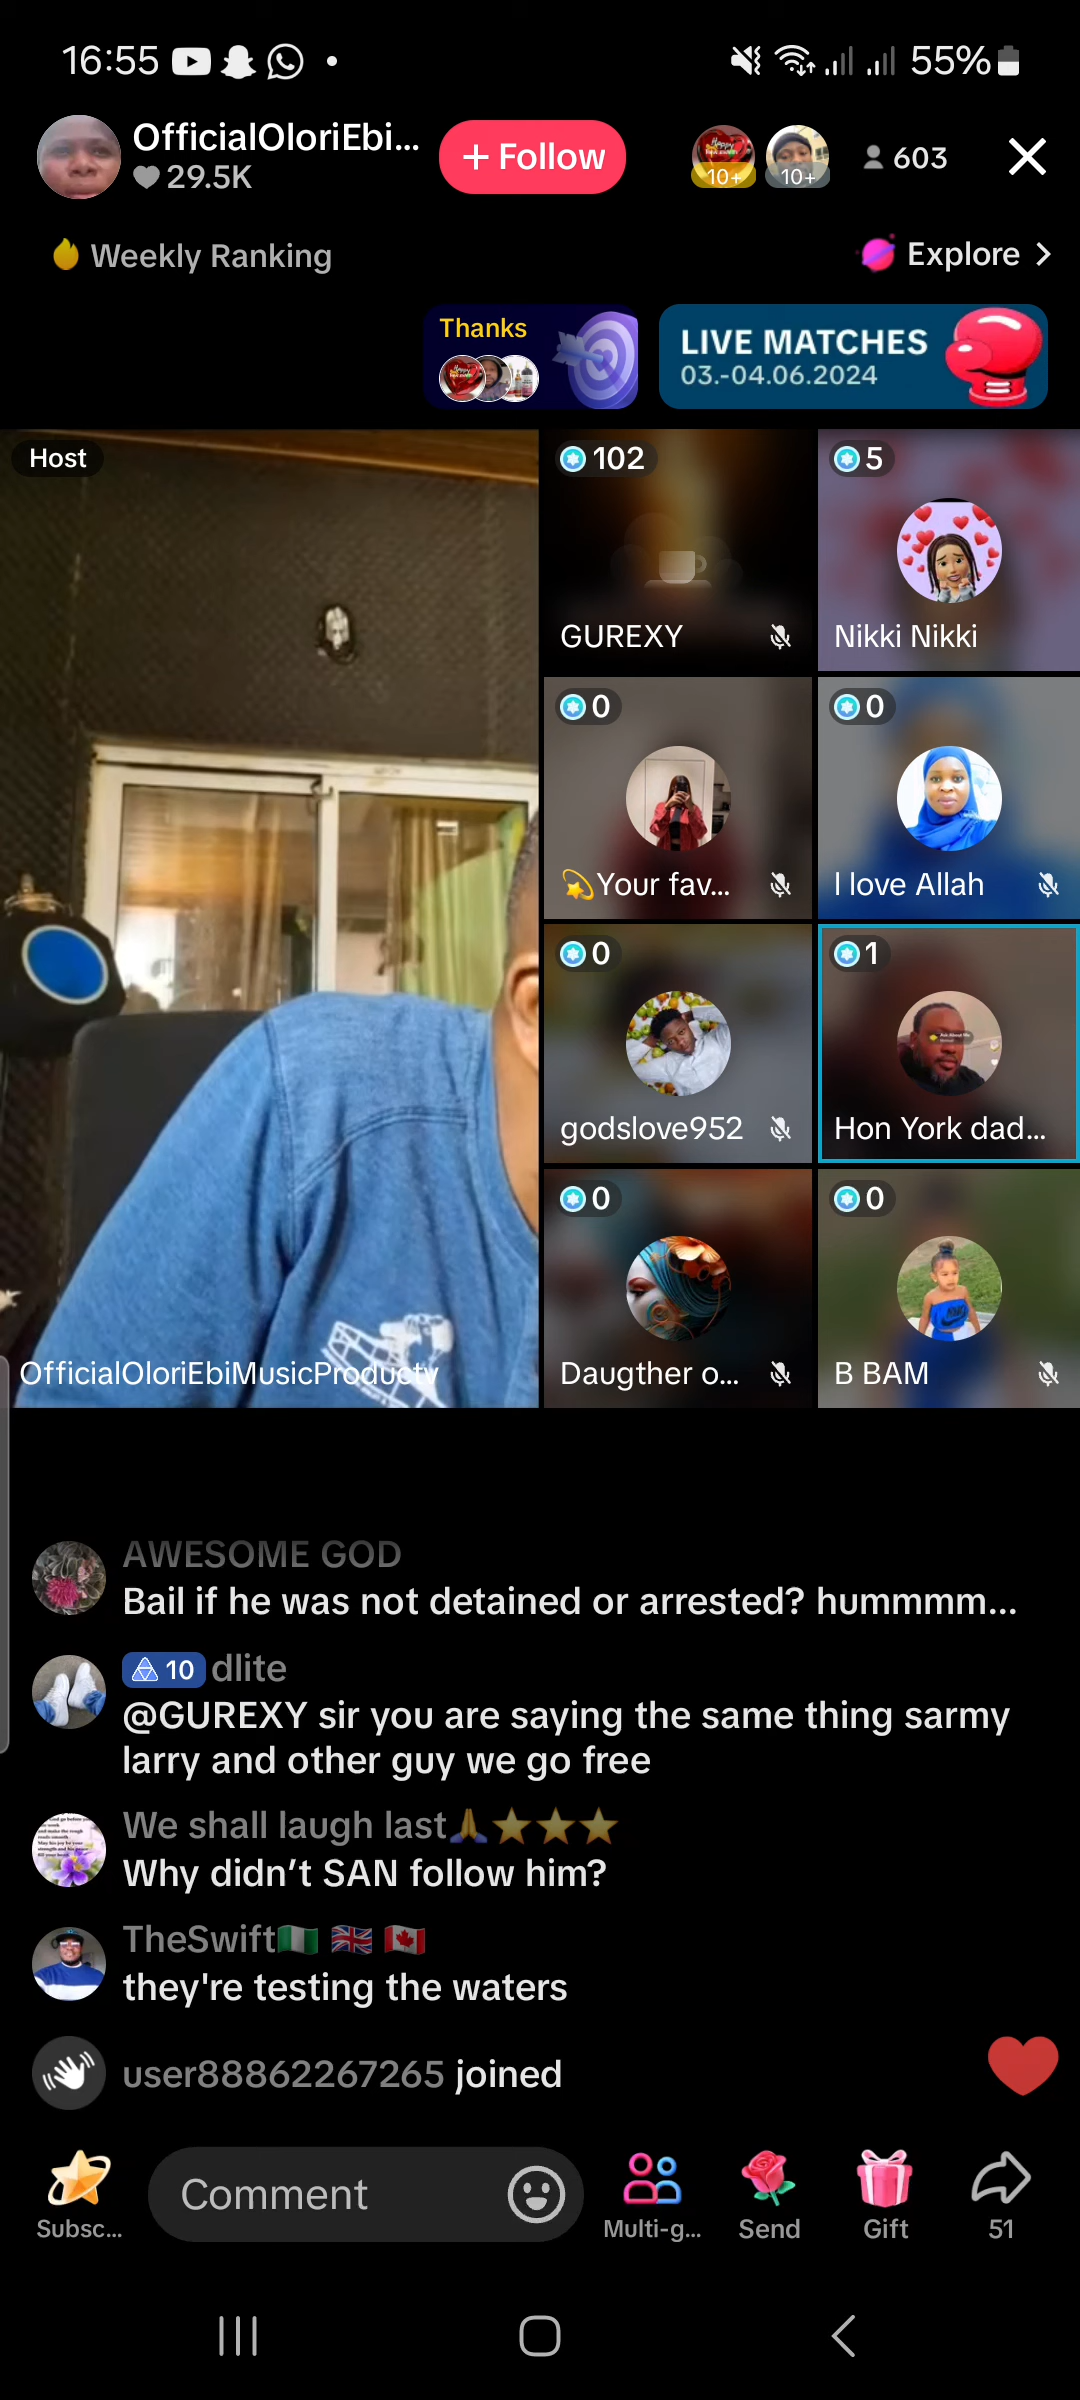 16:55
55%
OfficialOloriEbi...
29.5K
+ Follow
10+
10+
603
Weekly Ranking
Explore
Thanks
LIVE MATCHES
03.-04.06.2024
Host
102
GUREXY
5
Nikki Nikki
0
Your fav...
0
I love Allah
0
godslove952
1
Hon York dad...
0
Daugther o...
0
B BAM
OfficialOloriEbiMusicProductv
AWESOME GOD
Bail if he was not detained or arrested? hummmm...
10 dlite
@GUREXY sir you are saying the same thing sarmy
larry and other guy we go free
We shall laugh last🙏⭐⭐⭐
Why didn’t SAN follow him?
TheSwift🇳🇬 🇬🇧 🇨🇦
they're testing the waters
user88862267265 joined
Comment
Subsc...
Multi-g...
Send
Gift
51